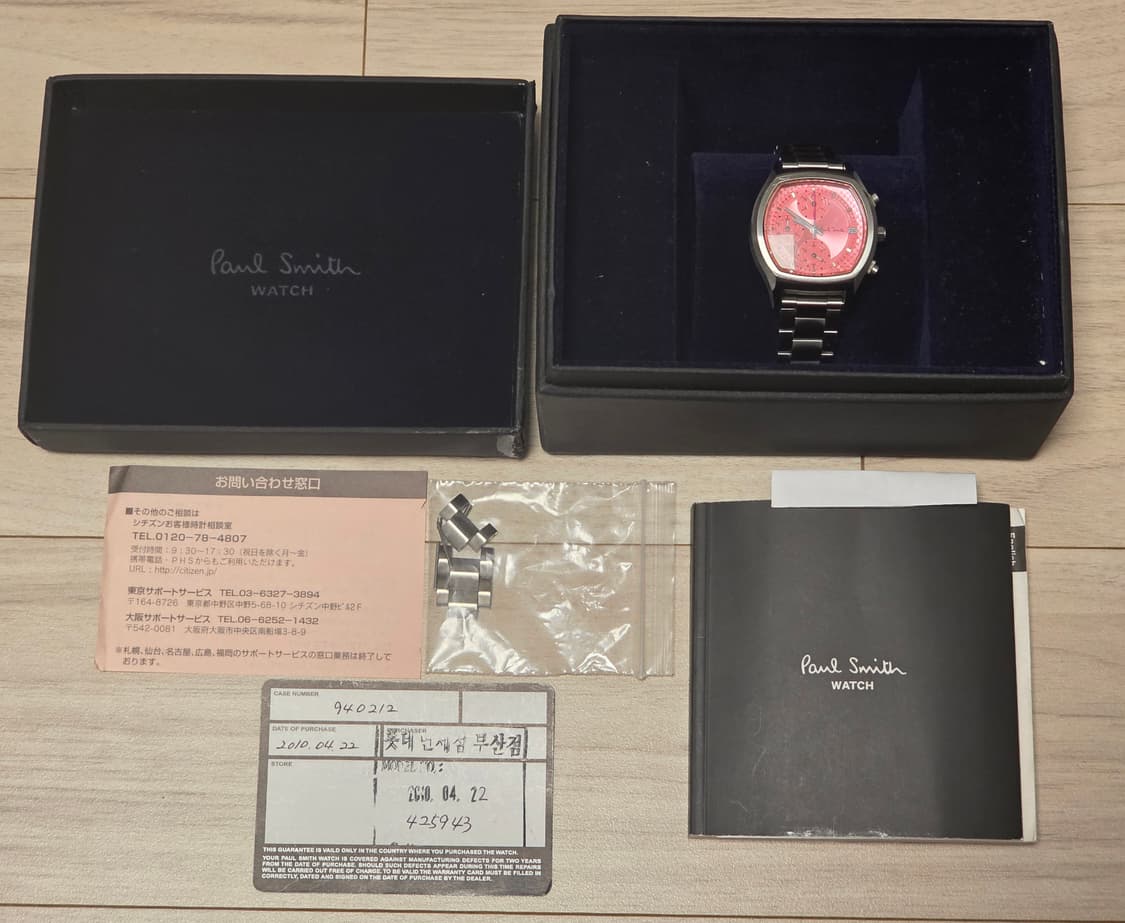 Paul Smith
WATCH
お問い合わせ窓口
■その他のご相談は
シチズンお客様時計相談室
TEL.0120-78-4807
受付時間：9：30～17：30（祝日を除く月～金）
携帯電話・PHSからもご利用いただけます。
URL：http://citizen.jp/
東京サポートサービス TEL.03-6327-3894
〒164-8726 東京都中野区中野5-68-10 シチズン中野ビル2F
大阪サポートサービス TEL.06-6252-1432
〒542-0081 大阪府大阪市中央区南船場3-8-9
※札幌、仙台、名古屋、広島、福岡のサポートサービスの窓口業務は終了して
おります。
CASE NUMBER
940212
DATE OF PURCHASE
2010.04.22
PURCHASER
롯데 면세점 부산점
STORE
MODEL NO.:
2010. 04. 22
425943
THIS GUARANTEE IS VAILD ONLY IN THE COUNTRY WHERE YOU PURCHASED THE WATCH.
YOUR PAUL SMITH WATCH IS COVERED AGAINST MANUFACTURING DEFECTS FOR TWO YEARS
FROM THE DATE OF PURCHASE. SHOULD SUCH DEFECTS APPEAR DURING THIS TIME REPAIRS
WILL BE CARRIED OUT FREE OF CHARGE. TO BE VALID THE WARRANTY CARD MUST BE FILLED IN
CORRECTLY, DATED AND SIGNED ON THE DATE OF PURCHASE BY THE DEALER.
Paul Smith
WATCH